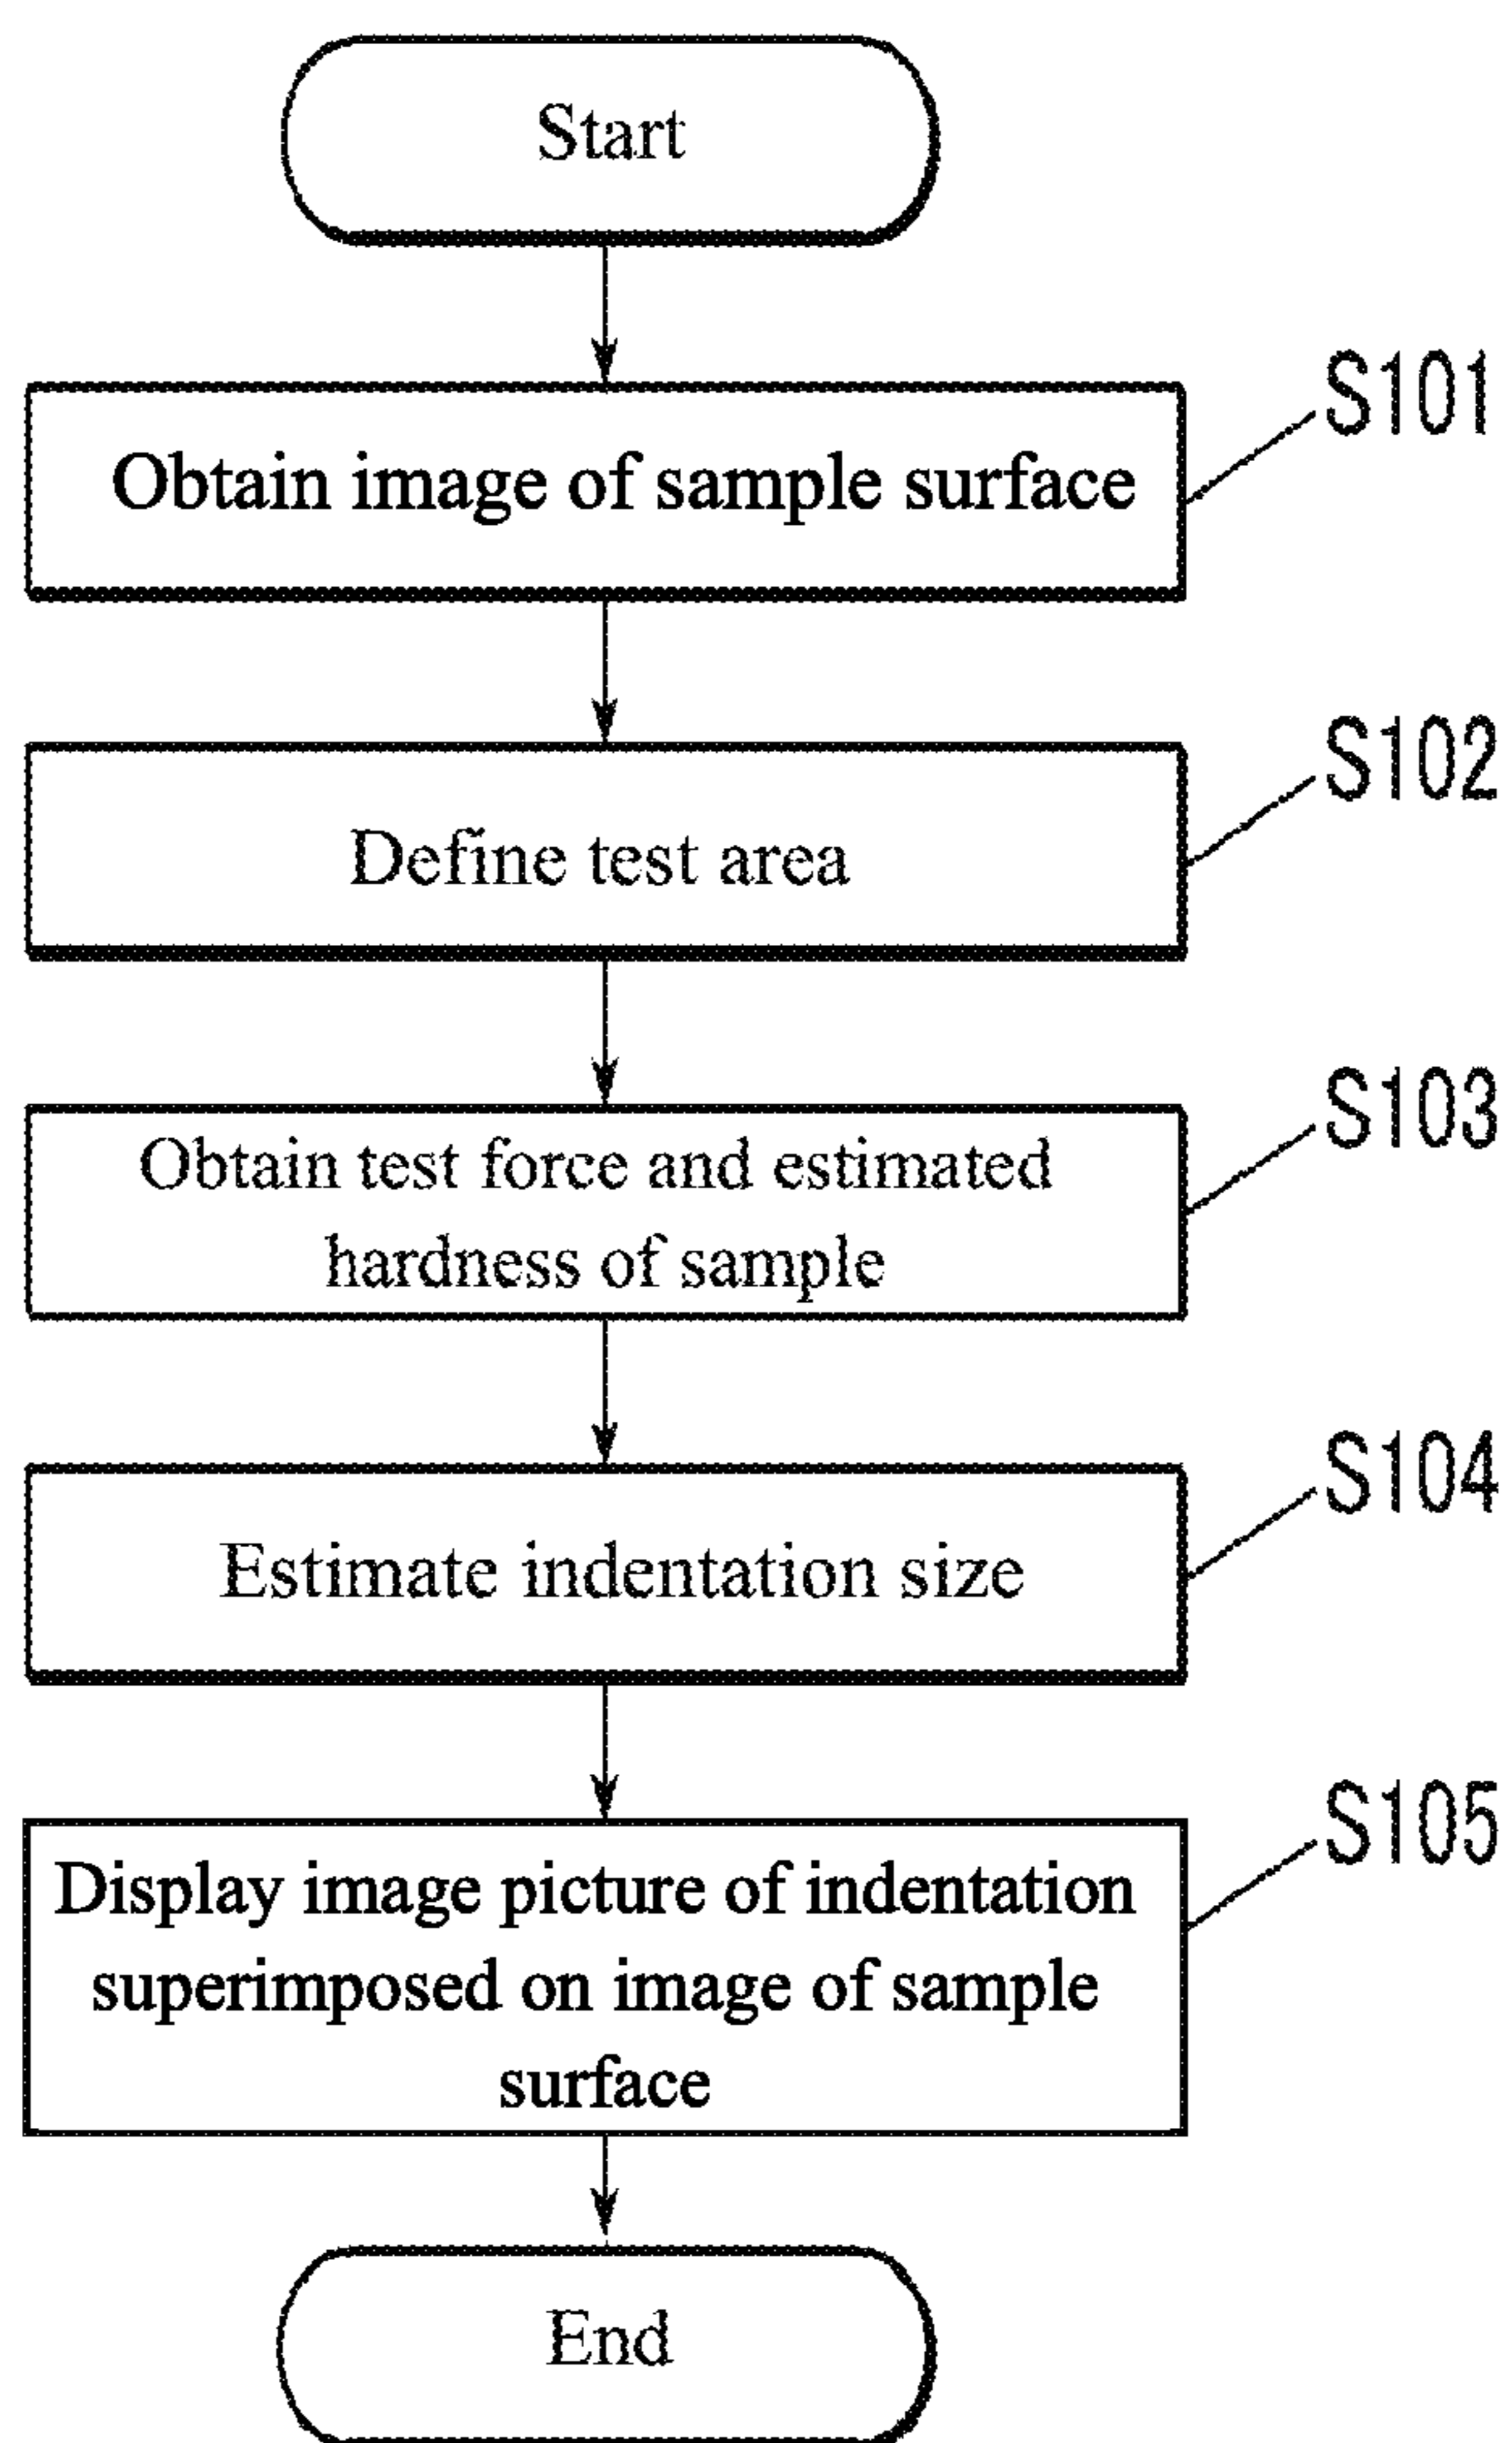 Start
S101
Obtain image of sample surface
S102
Define test area
S103
Obtain test force and estimated
hardness of sample
S104
Estimate indentation size
S105
Display image picture of indentation
superimposed on image of sample
surface
End